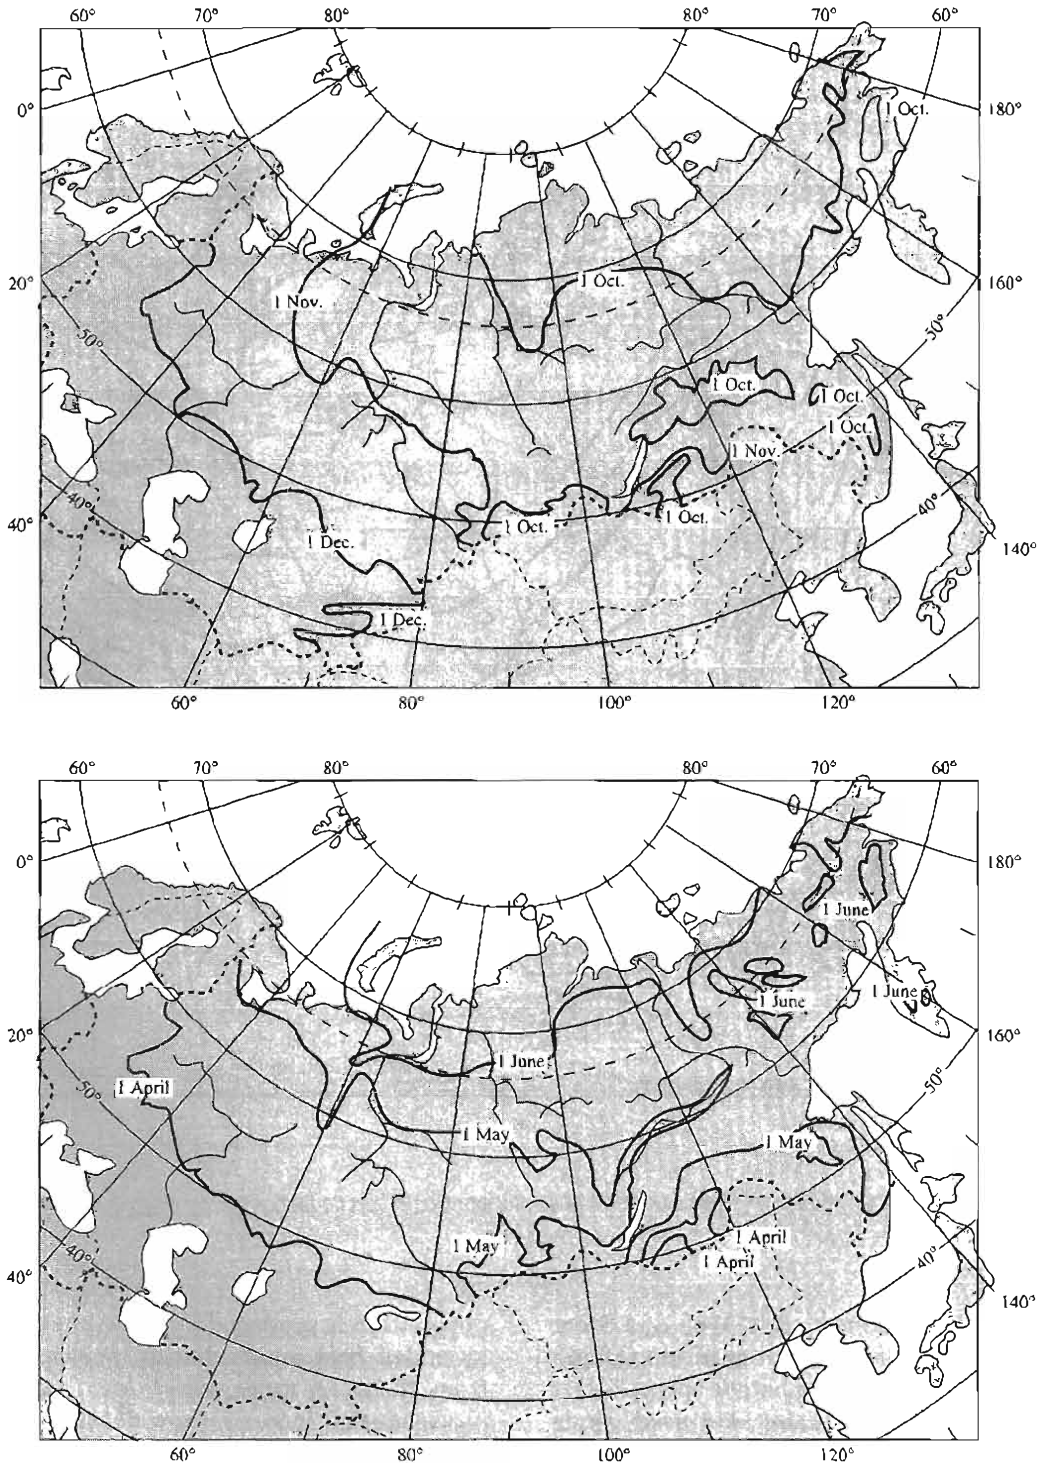 60° 70° 80° 80° 70° 60°
0° 1 Oct. 180°
20° 1 Nov. 1 Oct. 160°
50° 50°
1 Oct. 1 Oct.
1 Oct.
1 Nov.
40° 40°
40° 1 Dec. 1 Oct. 1 Oct. 140°
1 Dec.
60° 80° 100° 120°
60° 70° 80° 80° 70° 60°
0° 180°
1 June
1 June 1 June
20° 160°
1 April 1 June
50° 50°
1 May 1 May
1 May 1 April
40° 1 April 40°
40° 140°
60° 80° 100° 120°